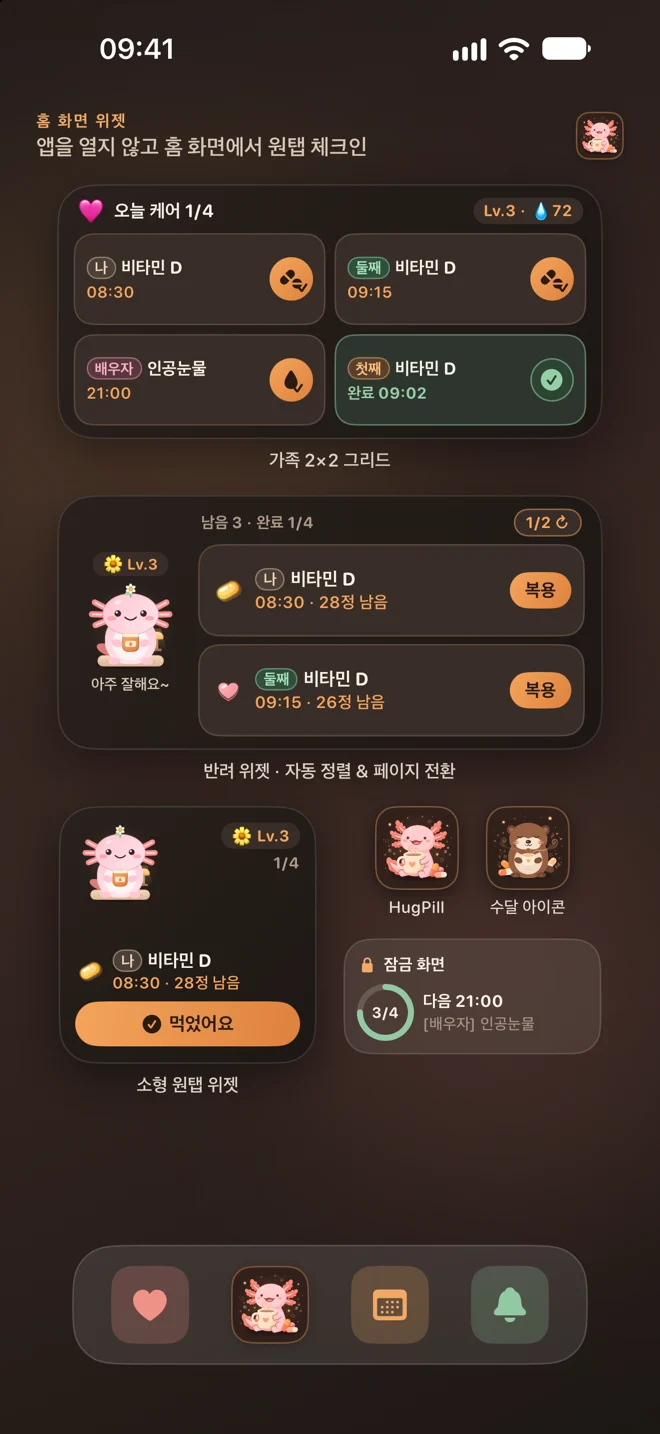 09:41
홈 화면 위젯
앱을 열지 않고 홈 화면에서 원탭 체크인
오늘 케어 1/4
Lv.3 · 💧72
나 비타민 D
08:30
둘째 비타민 D
09:15
배우자 인공눈물
21:00
첫째 비타민 D
완료 09:02
가족 2×2 그리드
남음 3 · 완료 1/4
1/2 ↻
🌼 Lv.3
아주 잘해요~
나 비타민 D
08:30 · 28정 남음
복용
둘째 비타민 D
09:15 · 26정 남음
복용
반려 위젯 · 자동 정렬 & 페이지 전환
🌼 Lv.3
1/4
나 비타민 D
08:30 · 28정 남음
먹었어요
소형 원탭 위젯
HugPill
수달 아이콘
잠금 화면
3/4
다음 21:00
[배우자] 인공눈물